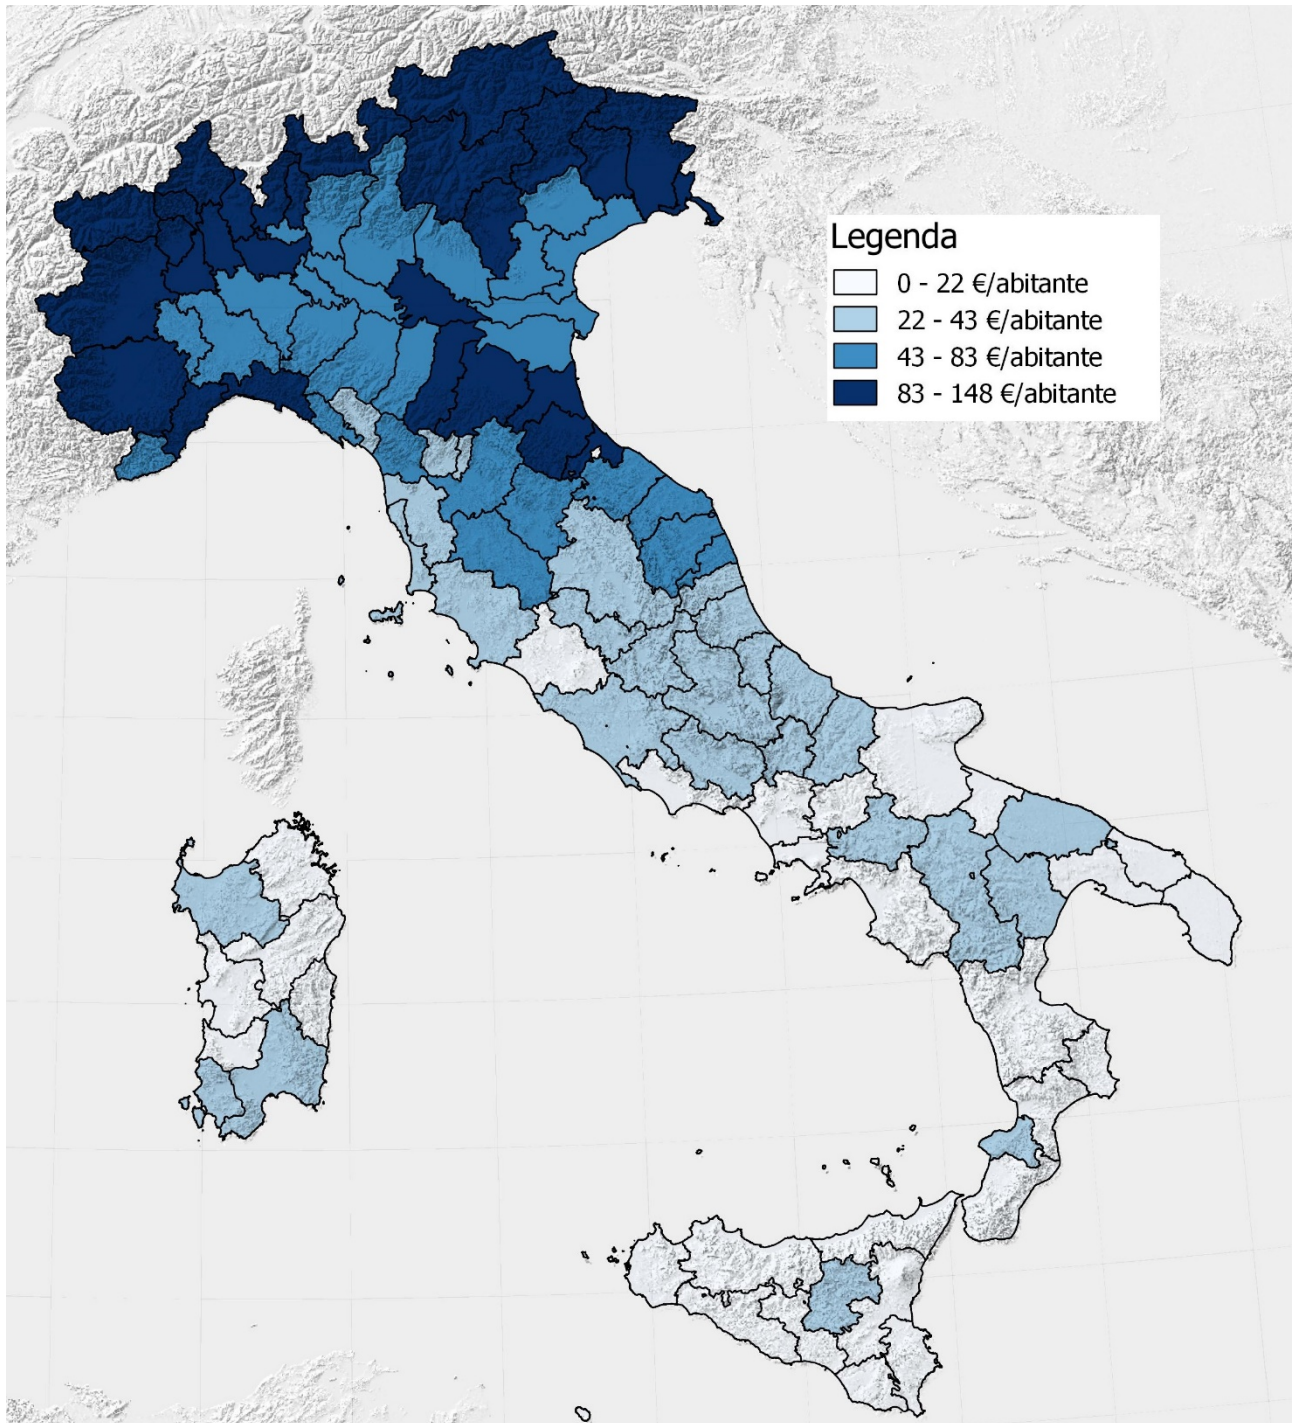 Legenda
0 - 22 €/abitante
22 - 43 €/abitante
43 - 83 €/abitante
83 - 148 €/abitante